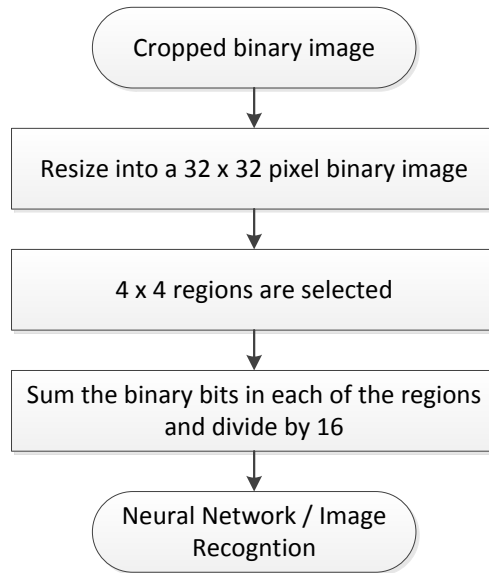 Cropped binary image
Resize into a 32 x 32 pixel binary image
4 x 4 regions are selected
Sum the binary bits in each of the regions
and divide by 16
Neural Network / Image
Recogntion